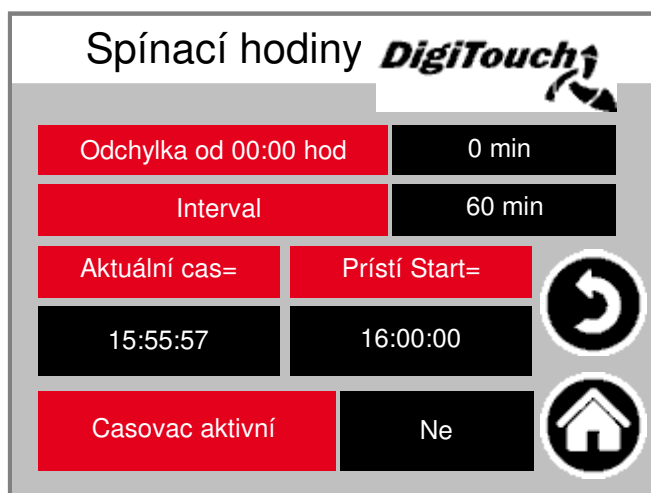 Spínací hodiny DigiTouch
Odchylka od 00:00 hod 0 min
Interval 60 min
Aktuální cas= Prístí Start=
15:55:57 16:00:00
Casovac aktivní Ne